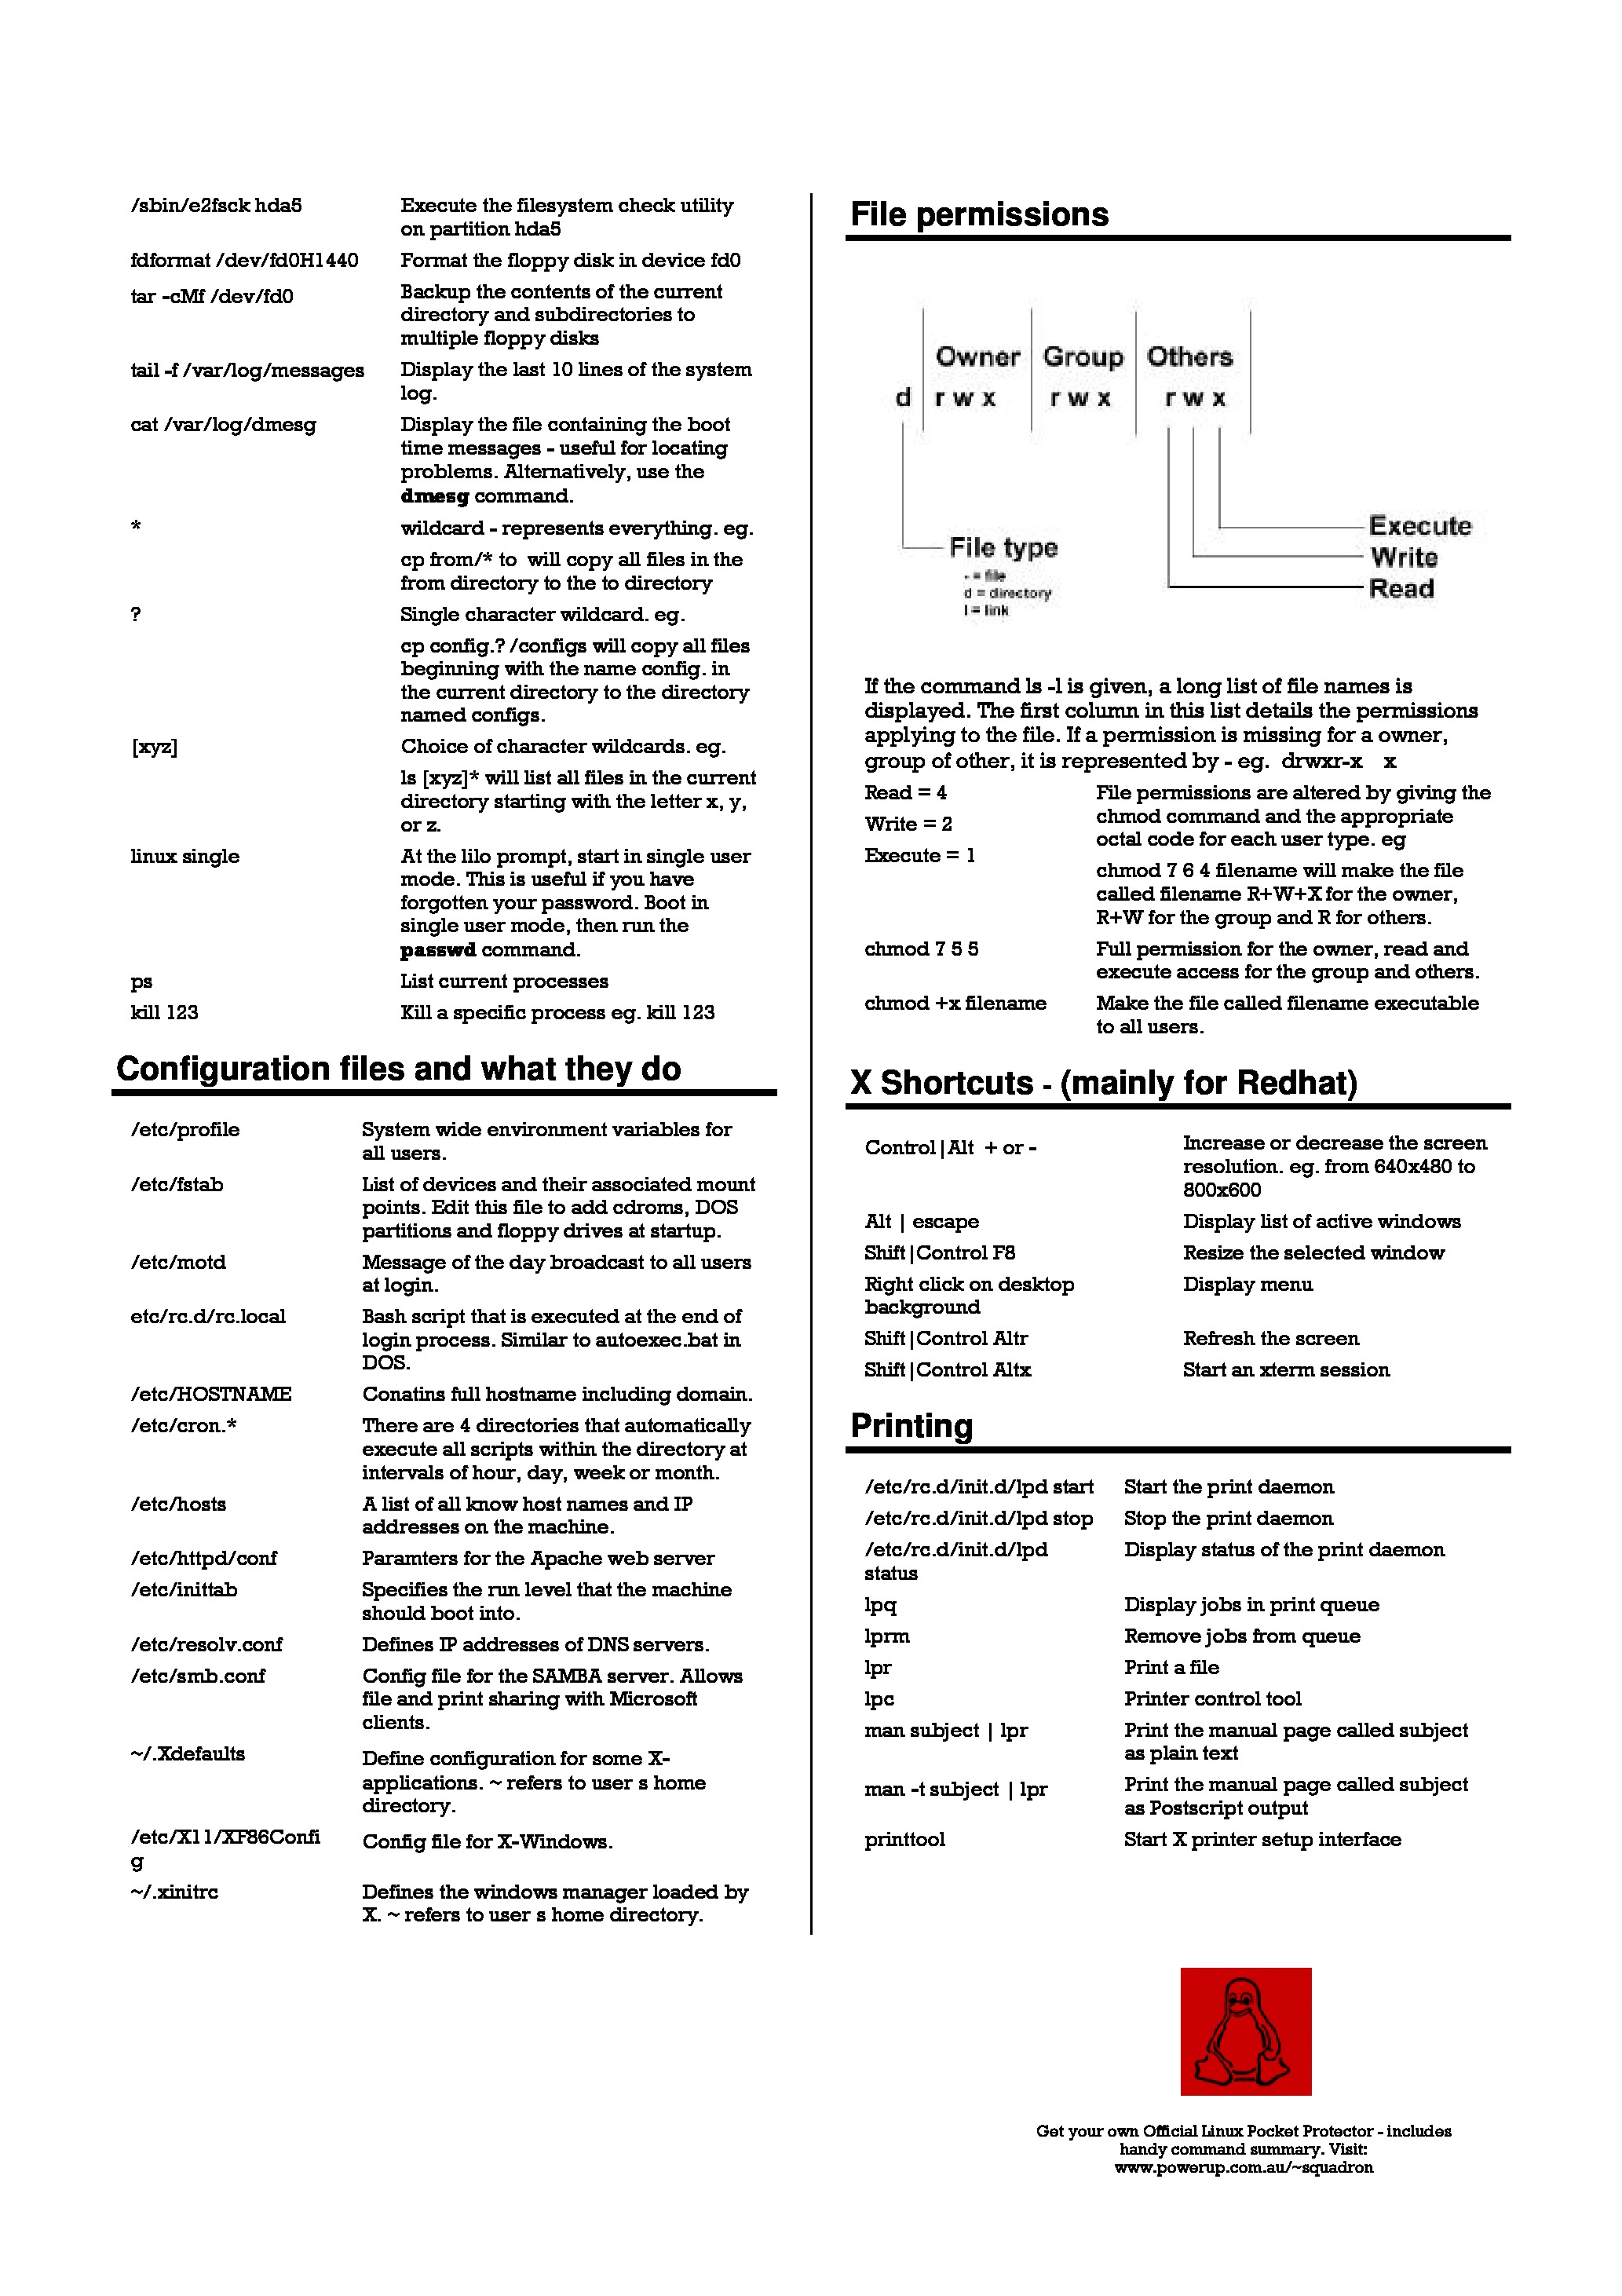 /sbin/e2fsck hda5 Execute the filesystem check utility
on partition hda5
fdformat /dev/fd0H1440 Format the floppy disk in device fd0
tar -cMf /dev/fd0 Backup the contents of the current
directory and subdirectories to
multiple floppy disks
tail -f /var/log/messages Display the last 10 lines of the system
log.
cat /var/log/dmesg Display the file containing the boot
time messages - useful for locating
problems. Alternatively, use the
dmesg command.
* wildcard - represents everything. eg.
cp from/* to will copy all files in the
from directory to the to directory
? Single character wildcard. eg.
cp config.? /configs will copy all files
beginning with the name config. in
the current directory to the directory
named configs.
[xyz] Choice of character wildcards. eg.
ls [xyz]* will list all files in the current
directory starting with the letter x, y,
or z.
linux single At the lilo prompt, start in single user
mode. This is useful if you have
forgotten your password. Boot in
single user mode, then run the
passwd command.
ps List current processes
kill 123 Kill a specific process eg. kill 123
Configuration files and what they do
/etc/profile System wide environment variables for
all users.
/etc/fstab List of devices and their associated mount
points. Edit this file to add cdroms, DOS
partitions and floppy drives at startup.
/etc/motd Message of the day broadcast to all users
at login.
etc/rc.d/rc.local Bash script that is executed at the end of
login process. Similar to autoexec.bat in
DOS.
/etc/HOSTNAME Conatins full hostname including domain.
/etc/cron.* There are 4 directories that automatically
execute all scripts within the directory at
intervals of hour, day, week or month.
/etc/hosts A list of all know host names and IP
addresses on the machine.
/etc/httpd/conf Paramters for the Apache web server
/etc/inittab Specifies the run level that the machine
should boot into.
/etc/resolv.conf Defines IP addresses of DNS servers.
/etc/smb.conf Config file for the SAMBA server. Allows
file and print sharing with Microsoft
clients.
~/.Xdefaults Define configuration for some X-
applications. ~ refers to user s home
directory.
/etc/X11/XF86Confi Config file for X-Windows.
g
~/.xinitrc Defines the windows manager loaded by
X. ~ refers to user s home directory.
File permissions
Owner Group Others
d r w x r w x r w x
Execute
File type
Write
- = file
d = directory
Read
l = link
If the command ls -l is given, a long list of file names is
displayed. The first column in this list details the permissions
applying to the file. If a permission is missing for a owner,
group of other, it is represented by - eg. drwxr-x x
Read = 4 File permissions are altered by giving the
Write = 2 chmod command and the appropriate
octal code for each user type. eg
Execute = 1
chmod 7 6 4 filename will make the file
called filename R+W+X for the owner,
R+W for the group and R for others.
chmod 7 5 5 Full permission for the owner, read and
execute access for the group and others.
chmod +x filename Make the file called filename executable
to all users.
X Shortcuts - (mainly for Redhat)
Control|Alt + or - Increase or decrease the screen
resolution. eg. from 640x480 to
800x600
Alt | escape Display list of active windows
Shift|Control F8 Resize the selected window
Right click on desktop Display menu
background
Shift|Control Altr Refresh the screen
Shift|Control Altx Start an xterm session
Printing
/etc/rc.d/init.d/lpd start Start the print daemon
/etc/rc.d/init.d/lpd stop Stop the print daemon
/etc/rc.d/init.d/lpd Display status of the print daemon
status
lpq Display jobs in print queue
lprm Remove jobs from queue
lpr Print a file
lpc Printer control tool
man subject | lpr Print the manual page called subject
as plain text
man -t subject | lpr Print the manual page called subject
as Postscript output
printtool Start X printer setup interface
Get your own Official Linux Pocket Protector - includes
handy command summary. Visit:
www.powerup.com.au/~squadron